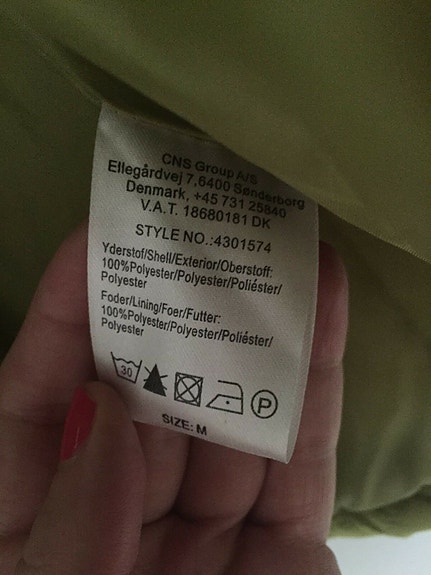 CNS Group A/S
Ellegårdvej 7,6400 Sønderborg
Denmark, +45 731 25840
V.A.T. 18680181 DK
STYLE NO.:4301574
Yderstof/Shell/Exterior/Oberstoff:
100%Polyester/Polyester/Poliéster/
Polyester
Foder/Lining/Foer/Futter:
100%Polyester/Polyester/Poliéster/
Polyester
30
P
SIZE: M